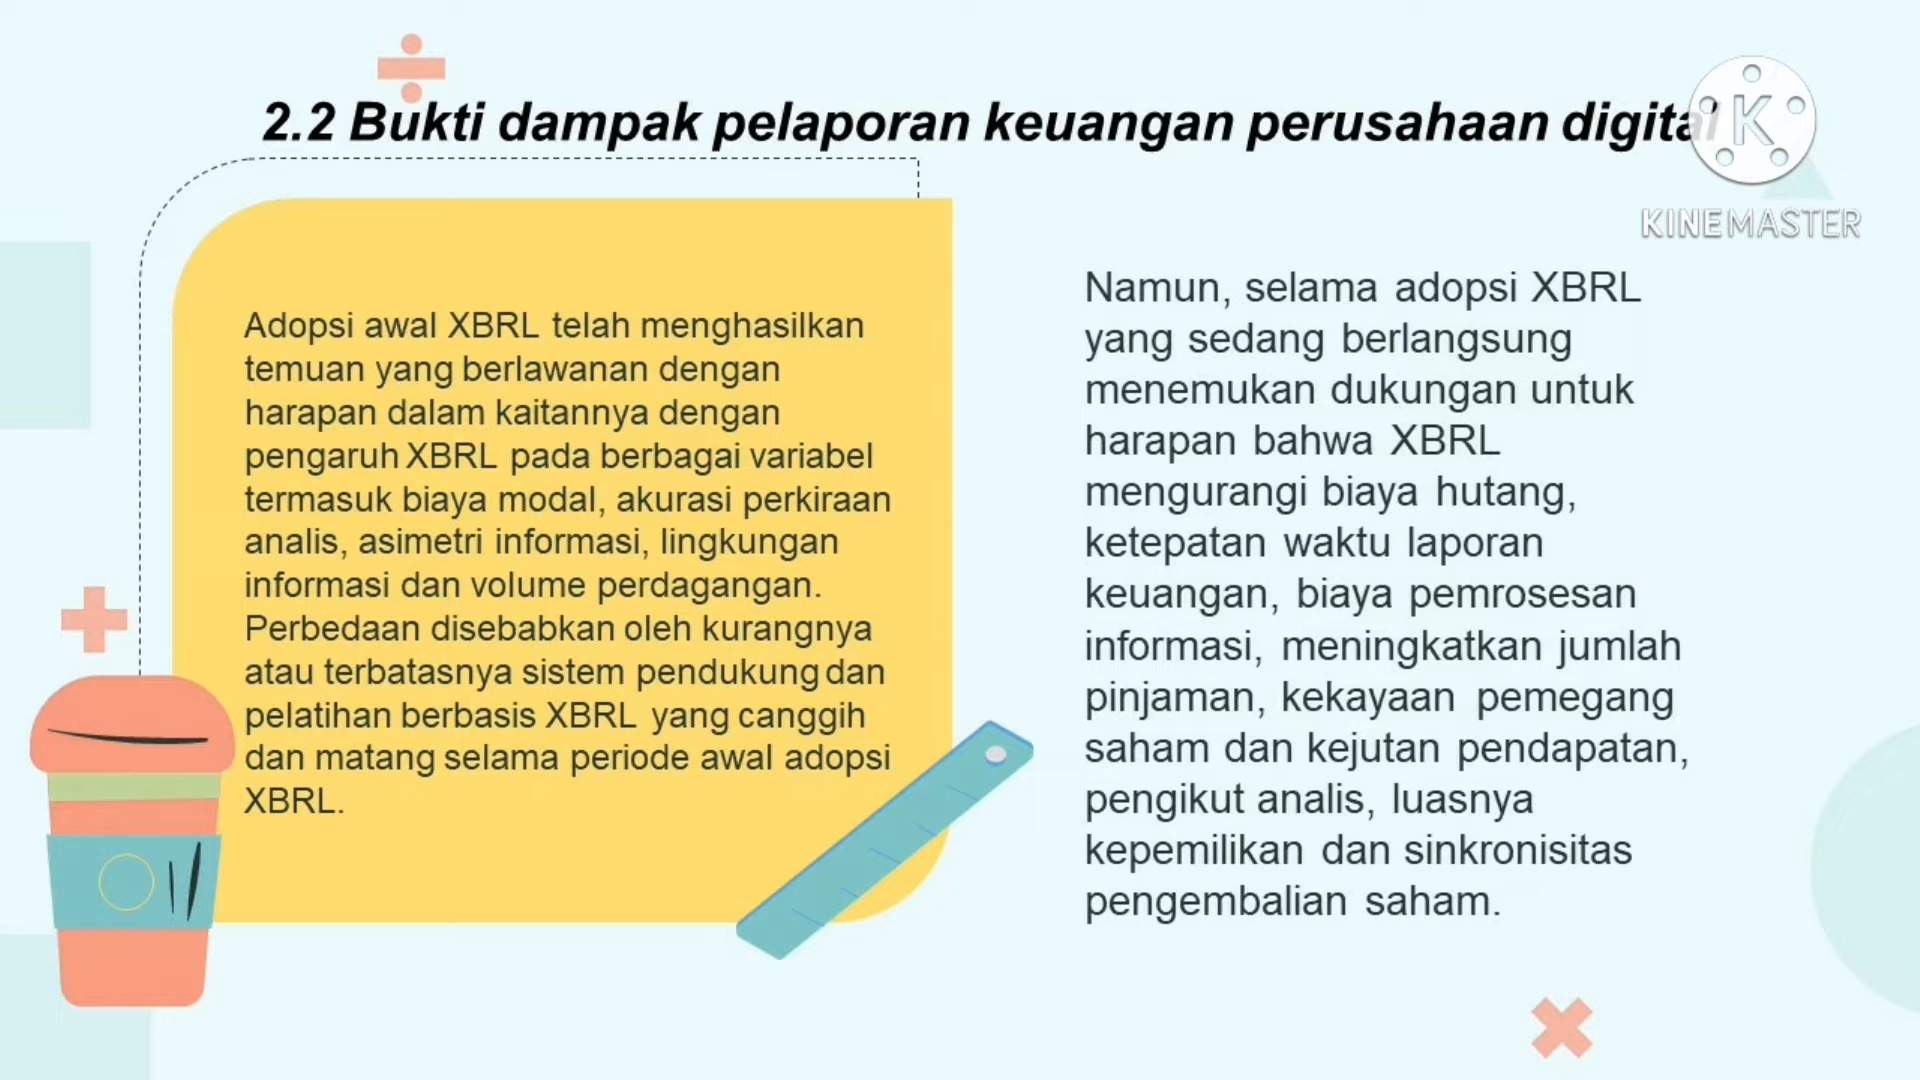 2.2 Bukti dampak pelaporan keuangan perusahaan digital
K
KINEMASTER
Adopsi awal XBRL telah menghasilkan
temuan yang berlawanan dengan
harapan dalam kaitannya dengan
pengaruh XBRL pada berbagai variabel
termasuk biaya modal, akurasi perkiraan
analis, asimetri informasi, lingkungan
informasi dan volume perdagangan.
Perbedaan disebabkan oleh kurangnya
atau terbatasnya sistem pendukung dan
pelatihan berbasis XBRL yang canggih
dan matang selama periode awal adopsi
XBRL.
Namun, selama adopsi XBRL
yang sedang berlangsung
menemukan dukungan untuk
harapan bahwa XBRL
mengurangi biaya hutang,
ketepatan waktu laporan
keuangan, biaya pemrosesan
informasi, meningkatkan jumlah
pinjaman, kekayaan pemegang
saham dan kejutan pendapatan,
pengikut analis, luasnya
kepemilikan dan sinkronisitas
pengembalian saham.